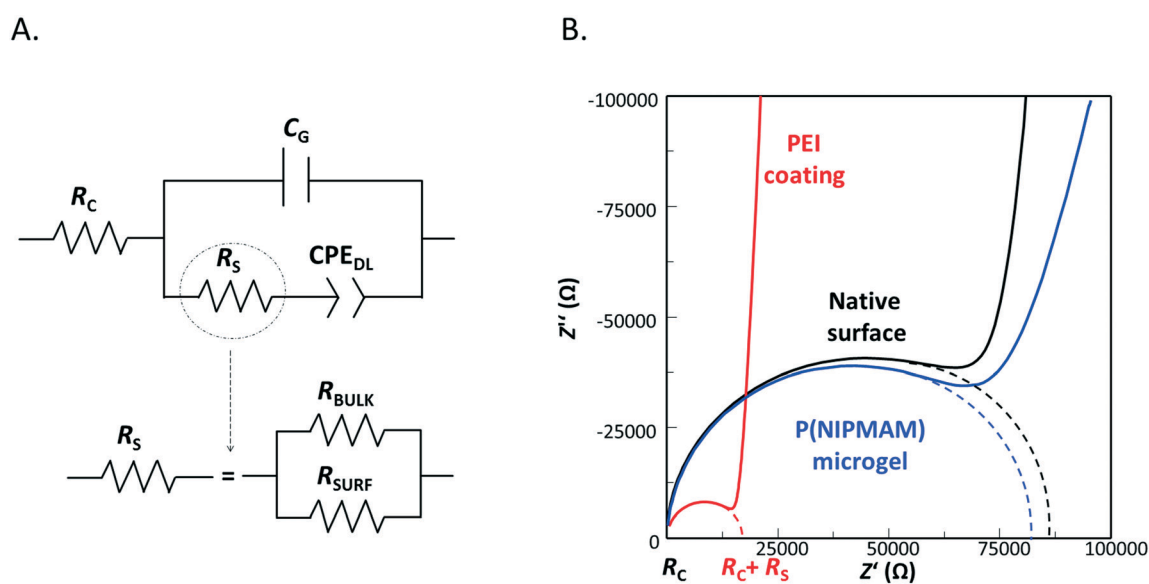 A.
C_G
R_C
R_S
CPE_DL
R_BULK
R_S
=
R_SURF
B.
-100000
-75000
-50000
-25000
0
Z'' (Ω)
PEI
coating
Native
surface
P(NIPMAM)
microgel
25000
50000
75000
100000
R_C
R_C+ R_S
Z' (Ω)